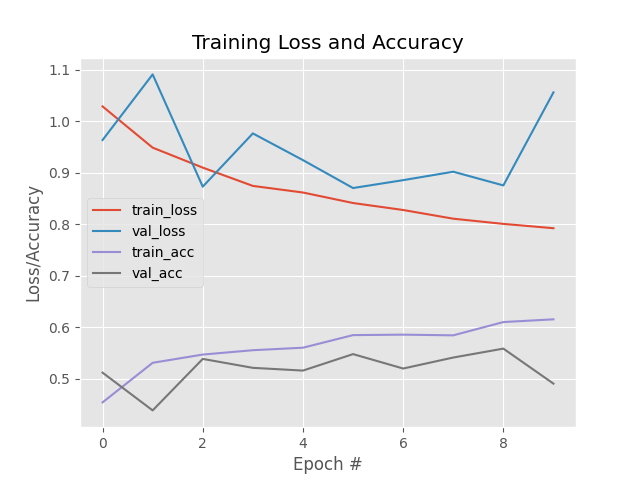 Training Loss and Accuracy
1.1
1.0
0.9
0.8
0.7
0.6
0.5
Loss/Accuracy
train_loss
val_loss
train_acc
val_acc
0 2 4 6 8
Epoch #